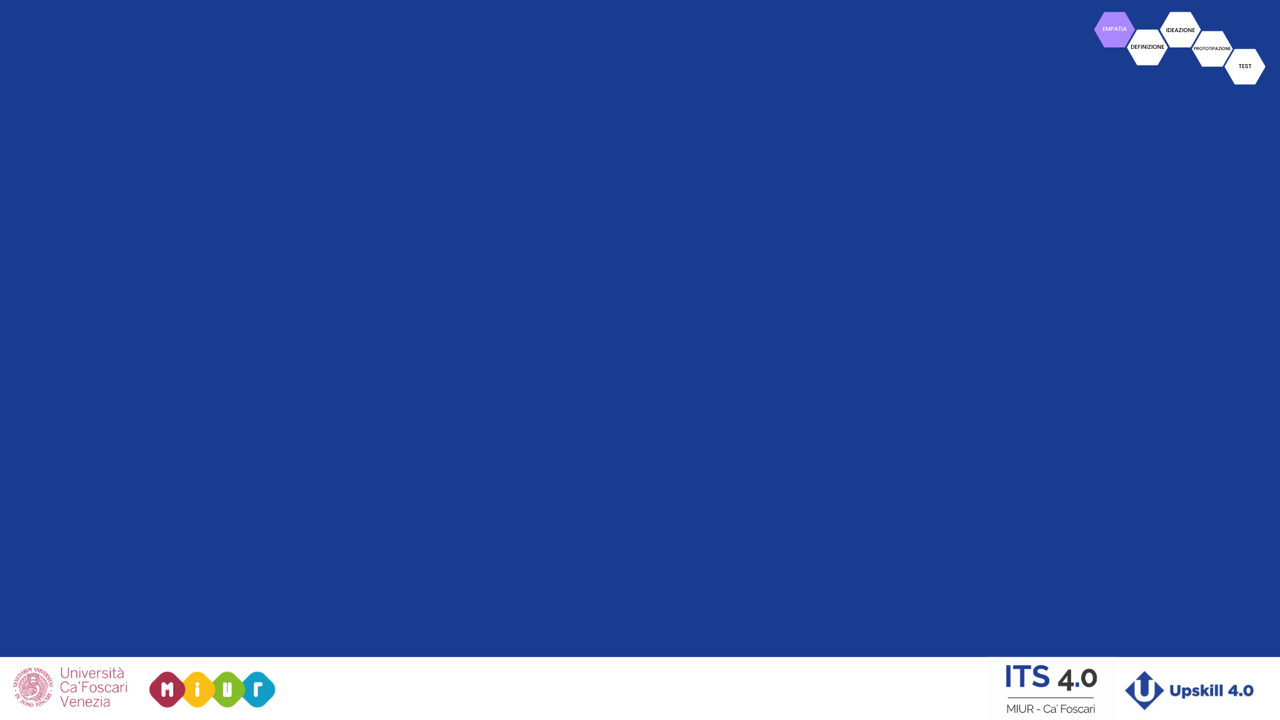 EMPATIA
DEFINIZIONE
IDEAZIONE
PROTOTIPAZIONE
TEST
Università
Ca'Foscari
Venezia
MiUr
ITS 4.0
MIUR - Ca' Foscari
Upskill 4.0